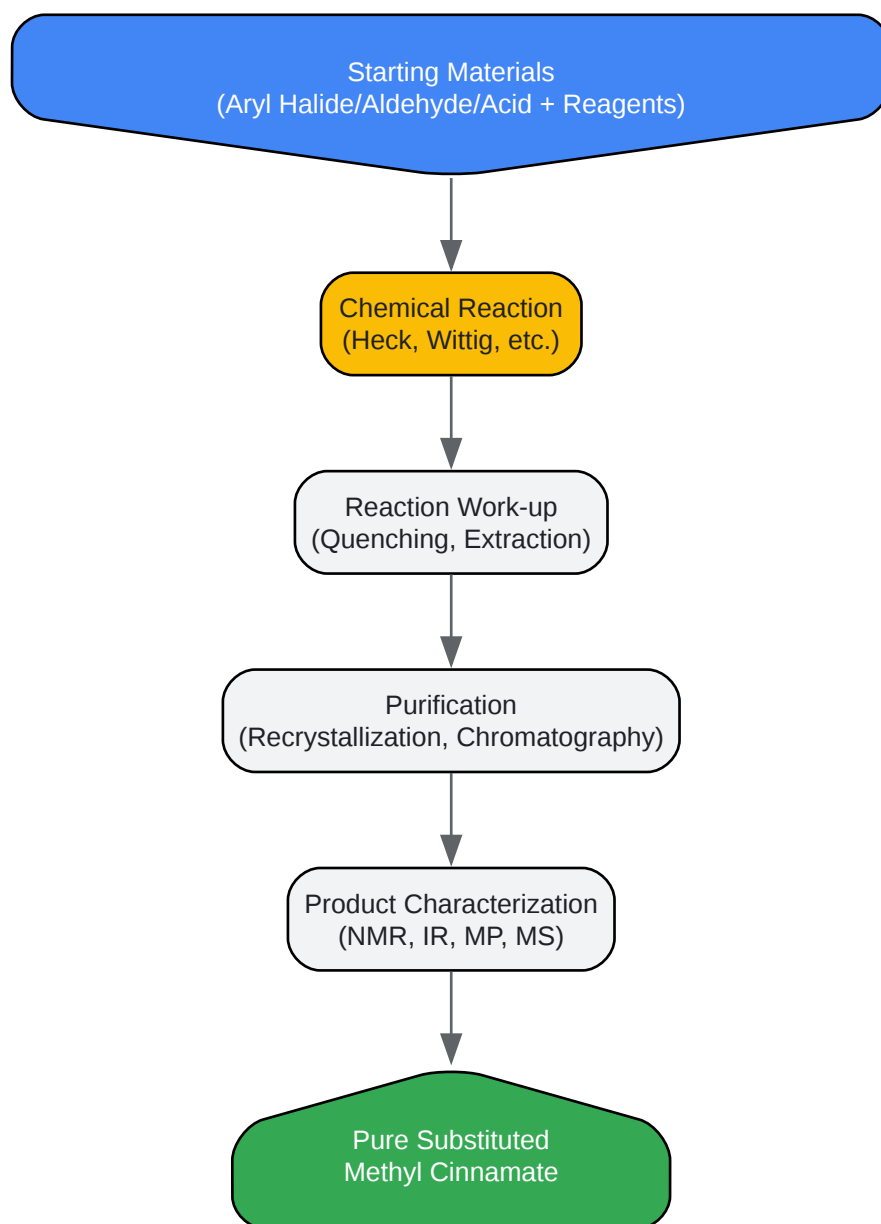 Starting Materials
(Aryl Halide/Aldehyde/Acid + Reagents)
Chemical Reaction
(Heck, Wittig, etc.)
Reaction Work-up
(Quenching, Extraction)
Purification
(Recrystallization, Chromatography)
Product Characterization
(NMR, IR, MP, MS)
Pure Substituted
Methyl Cinnamate